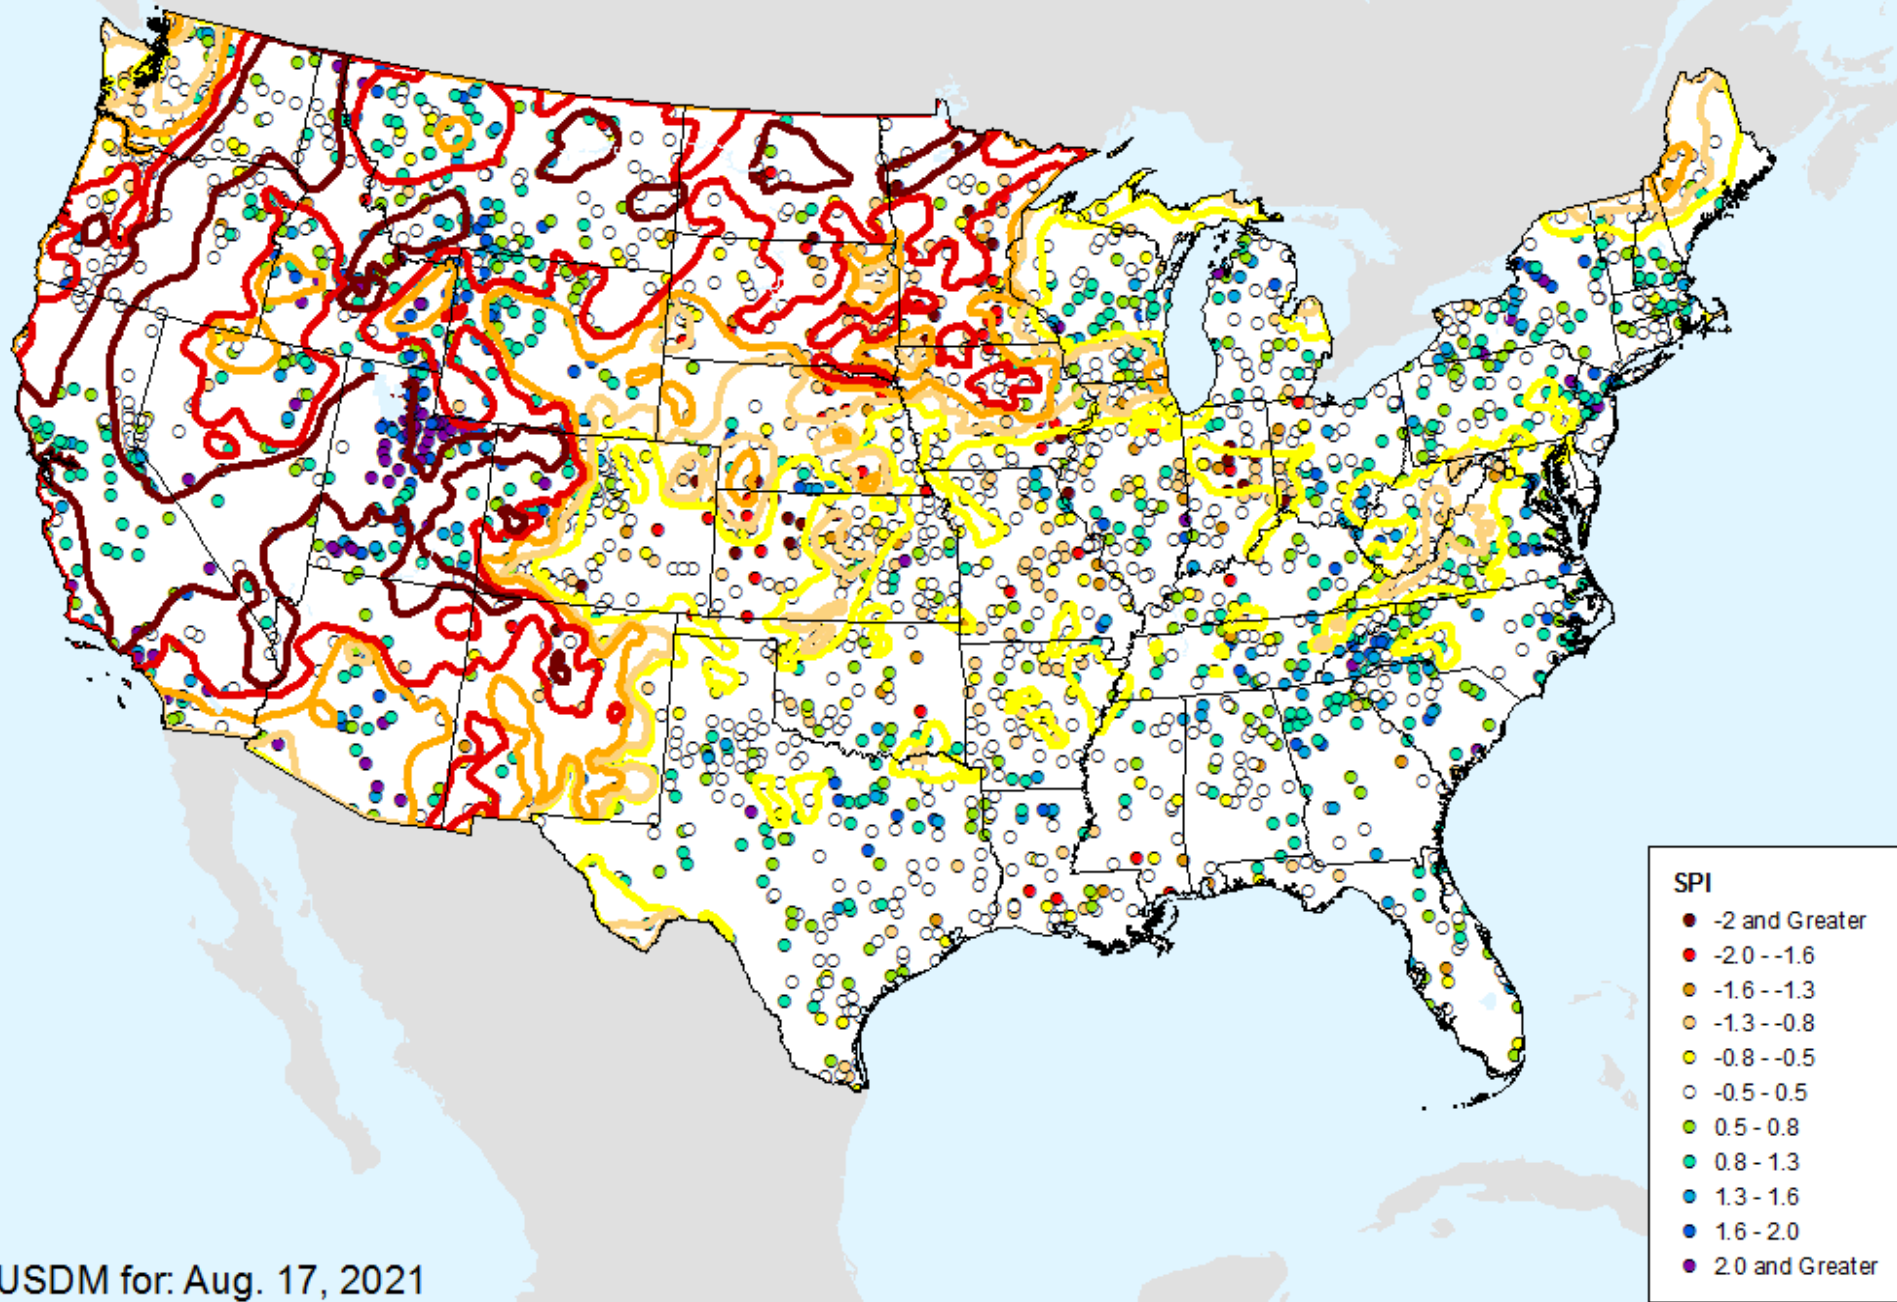 SPI
-2 and Greater
-2.0 - -1.6
-1.6 - -1.3
-1.3 - -0.8
-0.8 - -0.5
-0.5 - 0.5
0.5 - 0.8
0.8 - 1.3
1.3 - 1.6
1.6 - 2.0
2.0 and Greater
USDM for: Aug. 17, 2021